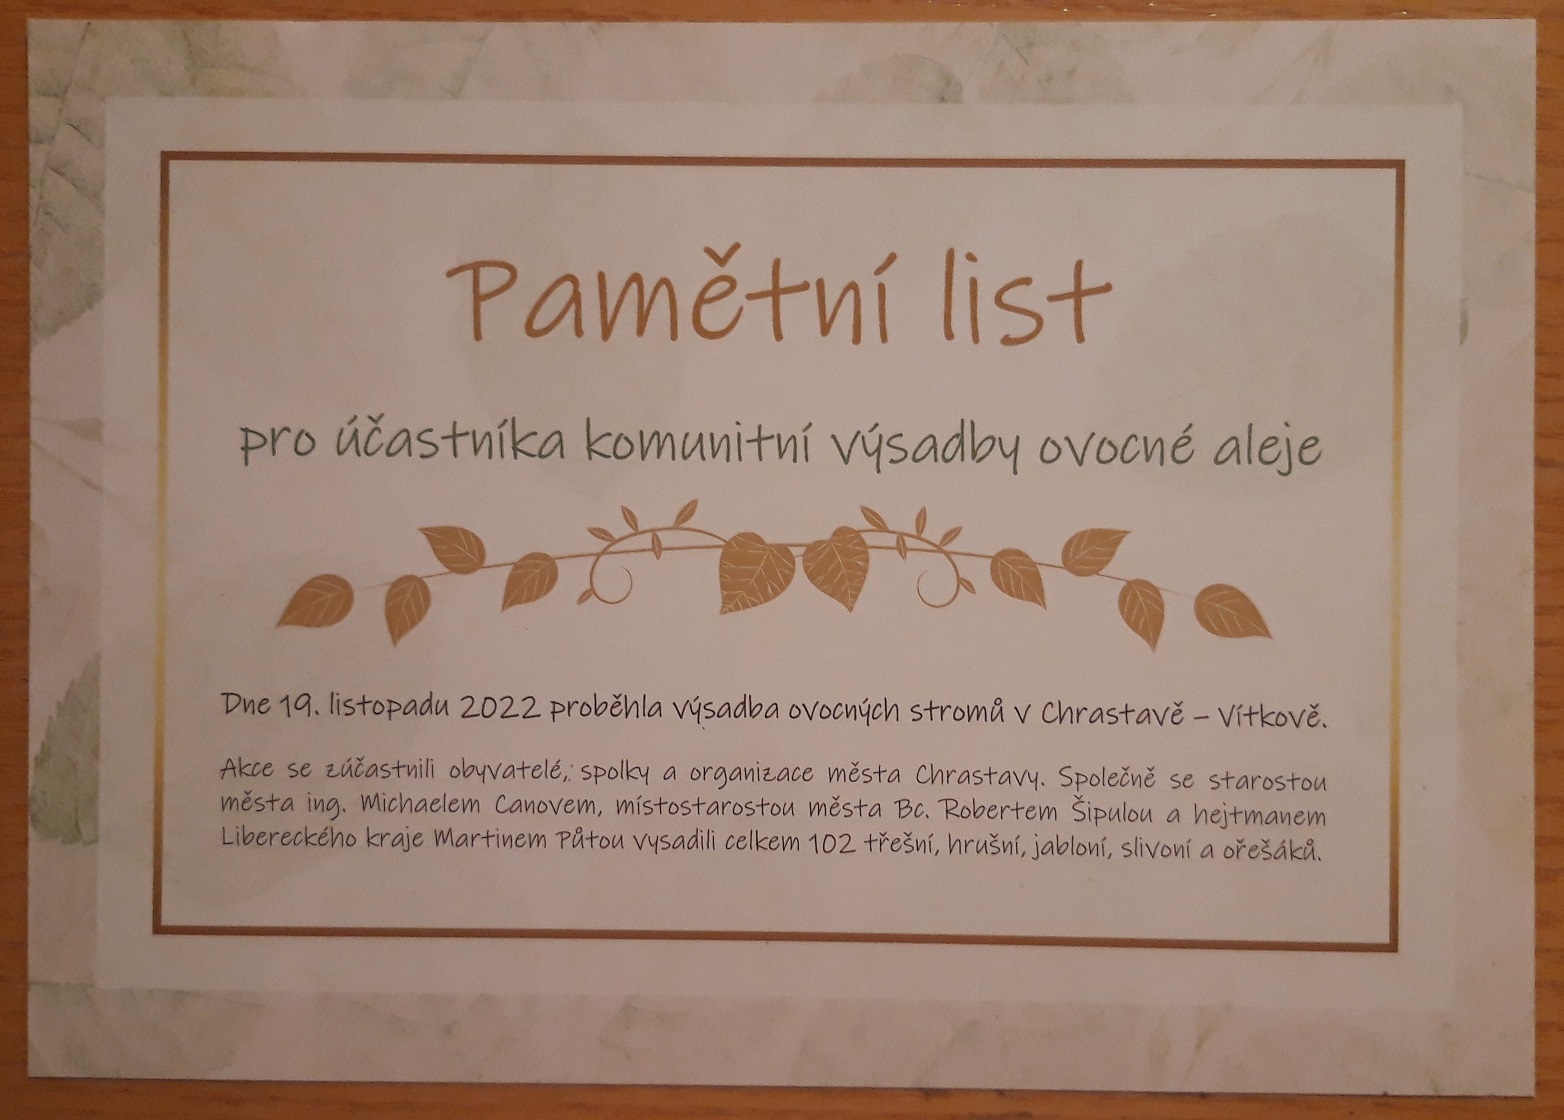 Pamětní list
pro účastníka komunitní výsadby ovocné aleje
Dne 19. listopadu 2022 proběhla výsadba ovocných stromů v Chrastavě – Vítkově.
Akce se zúčastnili obyvatelé, spolky a organizace města Chrastavy. Společně se starostou
města ing. Michaelem Canovem, místostarostou města Bc. Robertem Šipulou a hejtmanem
Libereckého kraje Martinem Půtou vysadili celkem 102 třešní, hrušní, jabloní, slivoní a ořešáků.